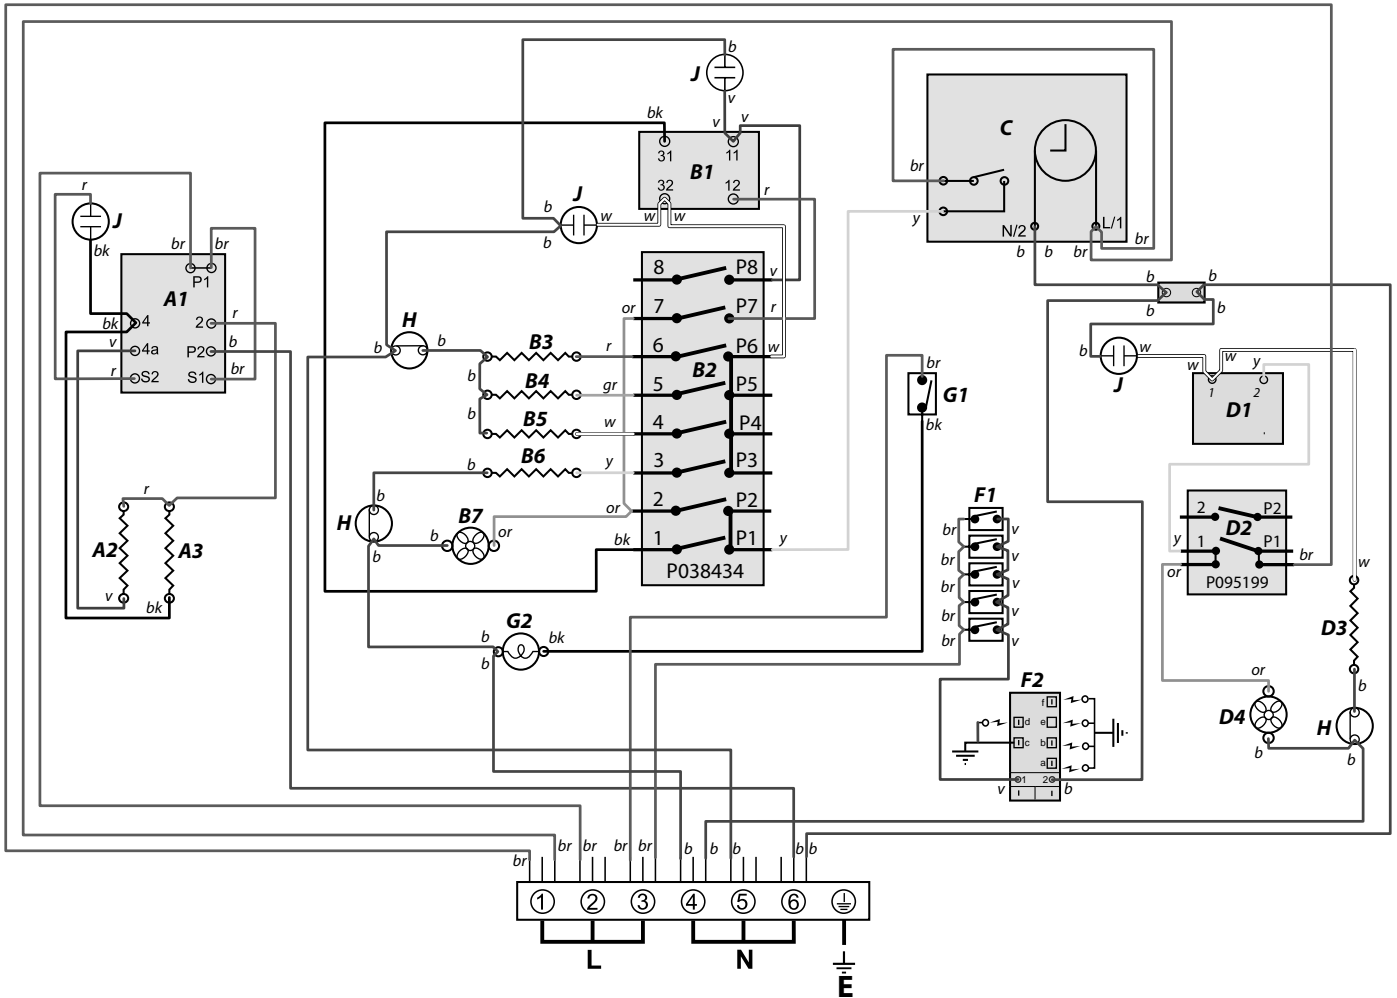 b
J
v
bk
v
v
31
11
B1
32
12
r
C
br
y
N/2
L/1
b
b
br
br
r
J
bk
br
br
P1
A1
bk
4
2
r
v
4a
P2
b
r
S2
S1
br
J
b
w
w
w
b
8
P8
v
or
7
P7
r
H
b
b
B3
r
6
P6
w
B2
b
B4
gr
5
P5
b
B5
w
4
P4
B6
b
y
3
P3
b
H
B7
b
or
or
2
P2
b
bk
1
P1
y
P038434
b
b
b
b
b
J
w
w
w
y
1
2
D1
br
G1
bk
F1
br
v
br
v
br
v
br
v
v
2
D2
P2
y
1
P1
br
or
P095199
w
D3
b
r
A2
A3
v
bk
G2
b
bk
b
F2
f
d
e
c
b
a
1
2
v
b
or
D4
b
H
b
br
br
br
br
br
b
b
b
b
b
1
2
3
4
5
6
L
N
E